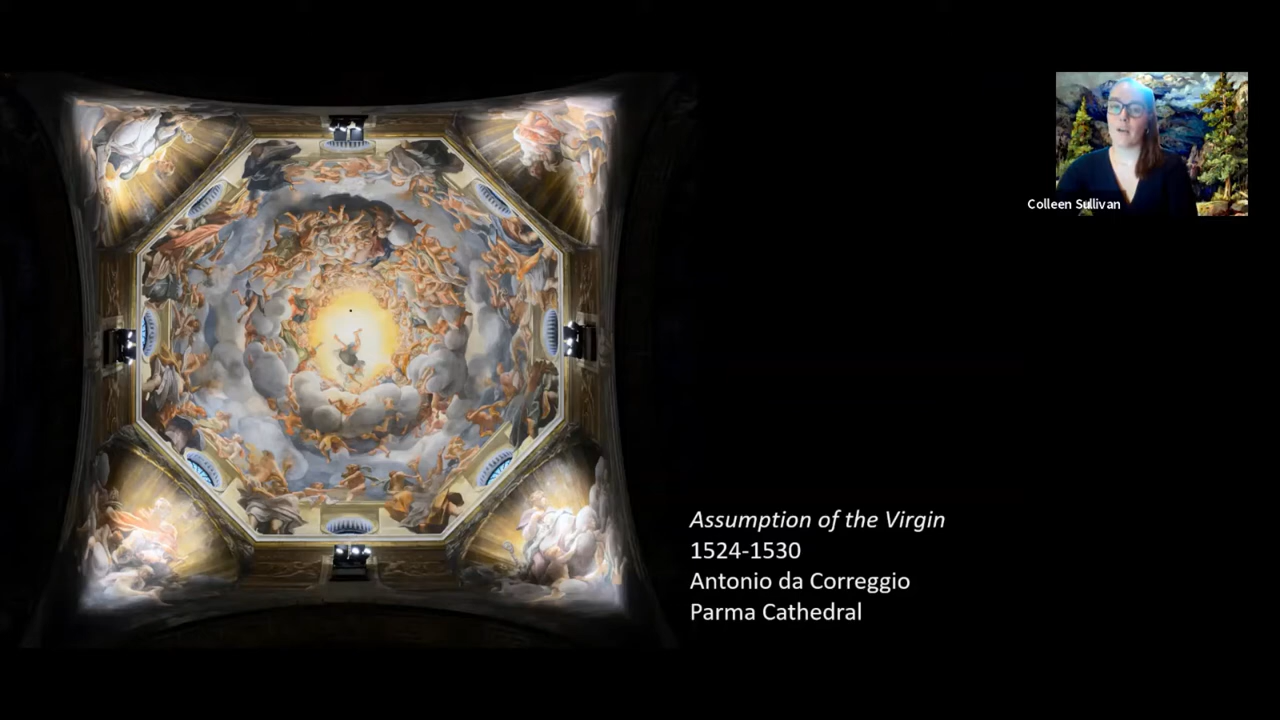 Colleen Sullivan
Assumption of the Virgin
1524-1530
Antonio da Correggio
Parma Cathedral